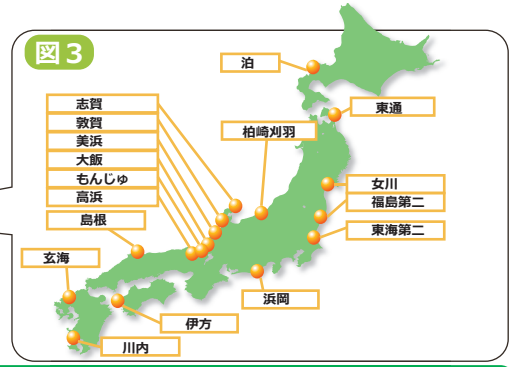 図3
泊
東通
志賀
敦賀
美浜
大飯
もんじゅ
高浜
島根
柏崎刈羽
女川
福島第二
東海第二
玄海
浜岡
伊方
川内